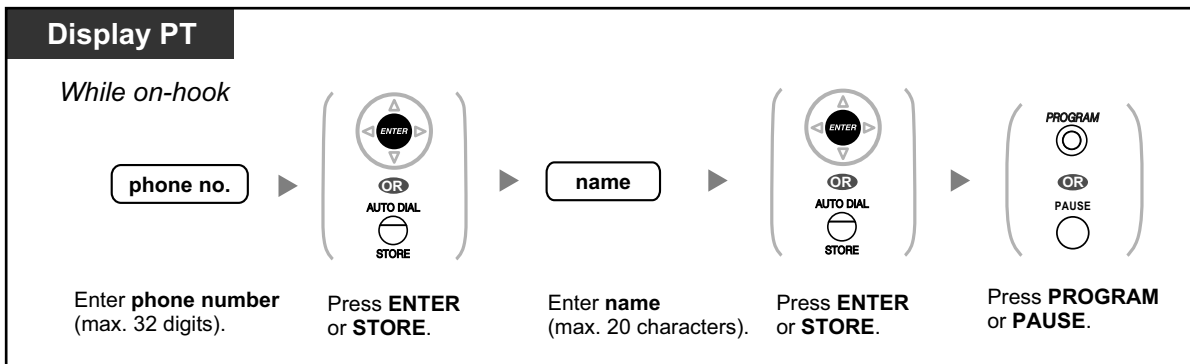 Display PT
While on-hook
phone no.
ENTER
OR
AUTO DIAL
STORE
name
ENTER
OR
AUTO DIAL
STORE
PROGRAM
OR
PAUSE
Enter phone number
(max. 32 digits).
Press ENTER
or STORE.
Enter name
(max. 20 characters).
Press ENTER
or STORE.
Press PROGRAM
or PAUSE.